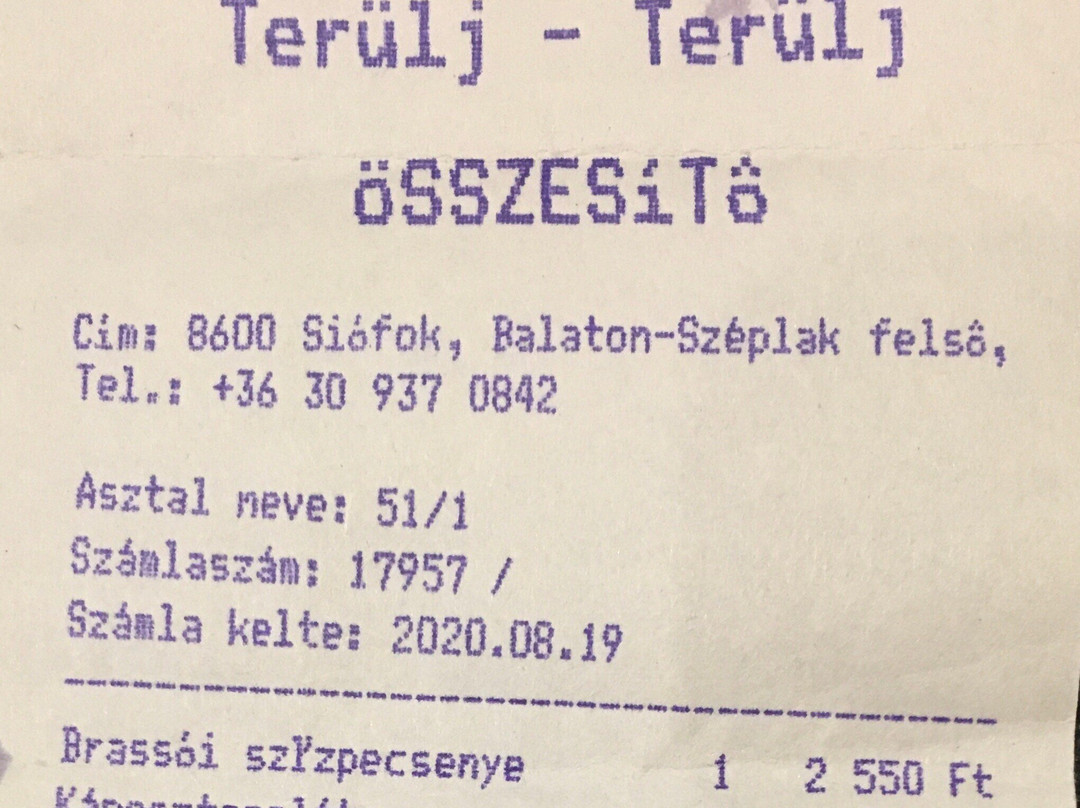 Terülj - Terülj
öSSZESíTô
Cím: 8600 Siófok, Balaton-Széplak felsô,
Tel.: +36 30 937 0842
Asztal neve: 51/1
Számlaszám: 17957 /
Számla kelte: 2020.08.19
Brassói szľzpecsenye 1 2 550 Ft